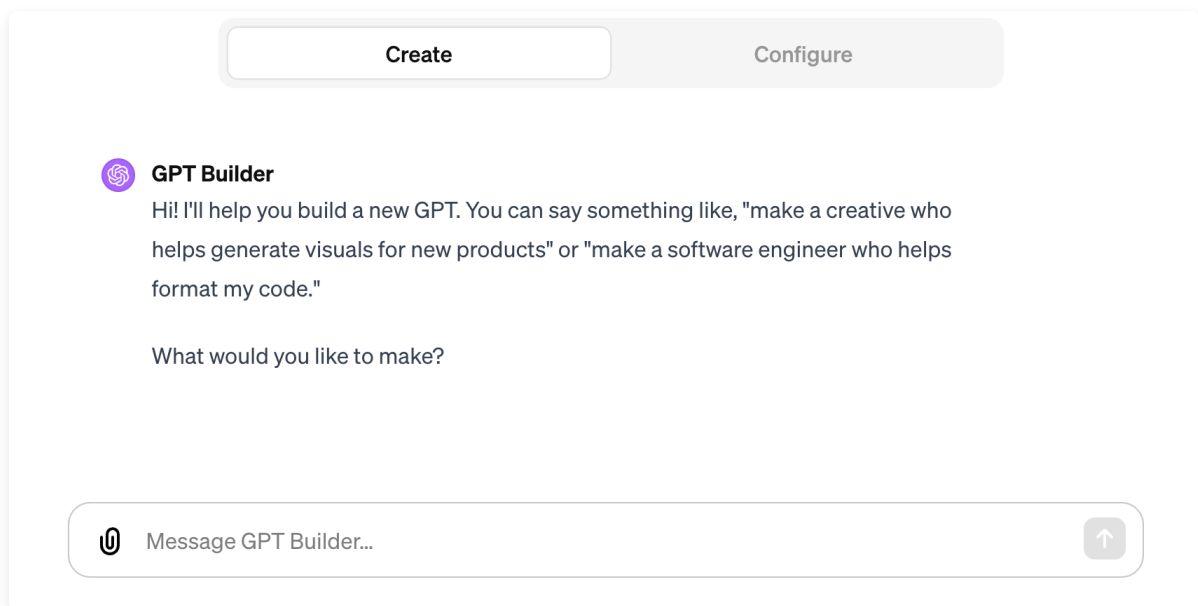 Create
Configure
GPT Builder
Hi! I'll help you build a new GPT. You can say something like, "make a creative who
helps generate visuals for new products" or "make a software engineer who helps
format my code."
What would you like to make?
Message GPT Builder...